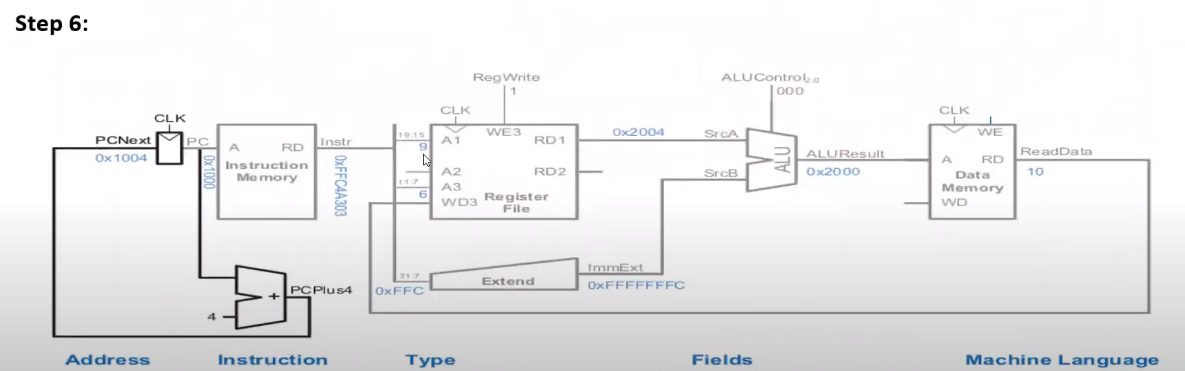 Step 6:
RegWrite
1
ALUControl2:0
000
CLK
CLK
CLK
PCNext
0x1004
PC
0x1000
A RD
Instruction
Memory
Instr
0xFFC4A303
19:15
9
A1
WE3
RD1
A2
RD2
11:7
6
A3
WD3
Register
File
0x2004
SrcA
SrcB
ALU
ALUResult
0x2000
WE
A RD
Data
Memory
WD
ReadData
10
31:7
0xFFC
Extend
ImmExt
0xFFFFFFFC
+
PCPlus4
4
Address Instruction Type Fields Machine Language